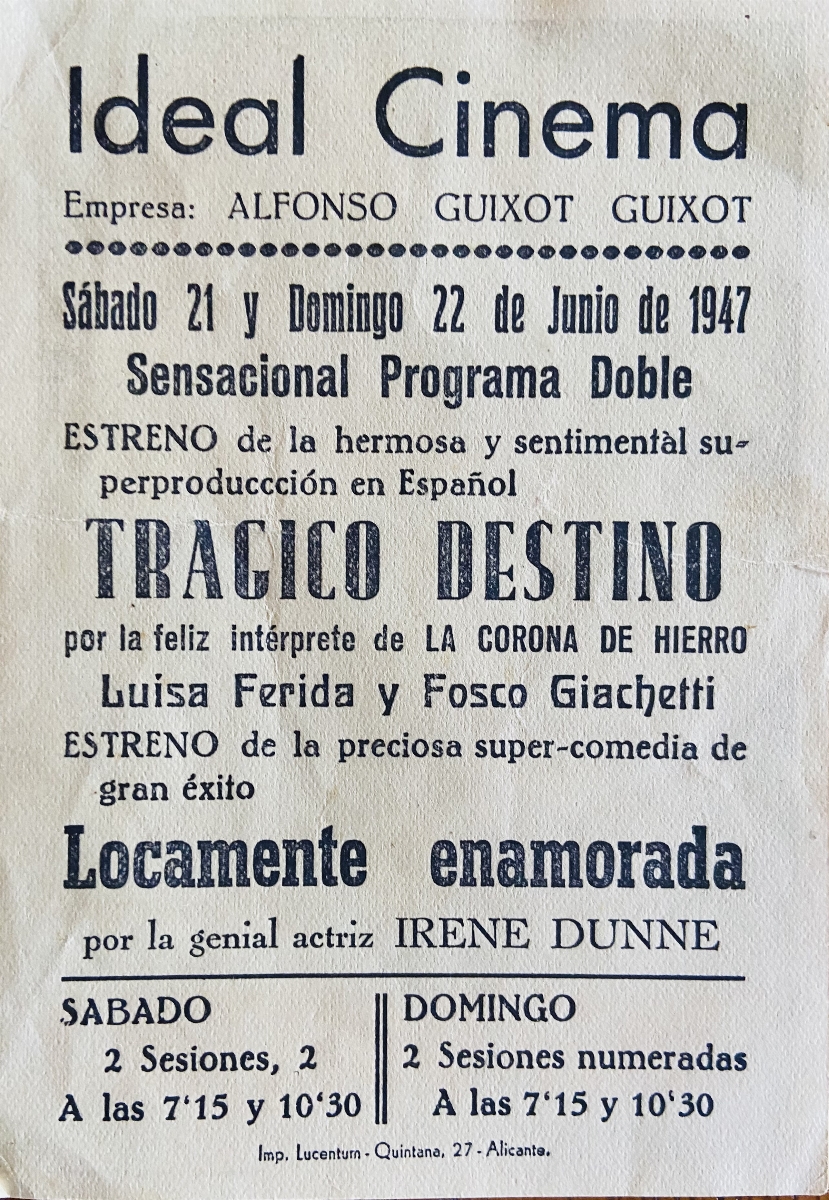 Ideal Cinema
Empresa: ALFONSO GUIXOT GUIXOT
Sábado 21 y Domingo 22 de Junio de 1947
Sensacional Programa Doble
ESTRENO de la hermosa y sentimentàl su-
perproduccción en Español
TRAGICO DESTINO
por la feliz intérprete de LA CORONA DE HIERRO
Luisa Ferida y Fosco Giachetti
ESTRENO de la preciosa super-comedia de
gran éxito
Locamente enamorada
por la genial actriz IRENE DUNNE
SABADO
2 Sesiones, 2
A las 7‘15 y 10‘30
DOMINGO
2 Sesiones numeradas
A las 7‘15 y 10‘30
Imp. Lucentum - Quintana, 27 - Alicante.